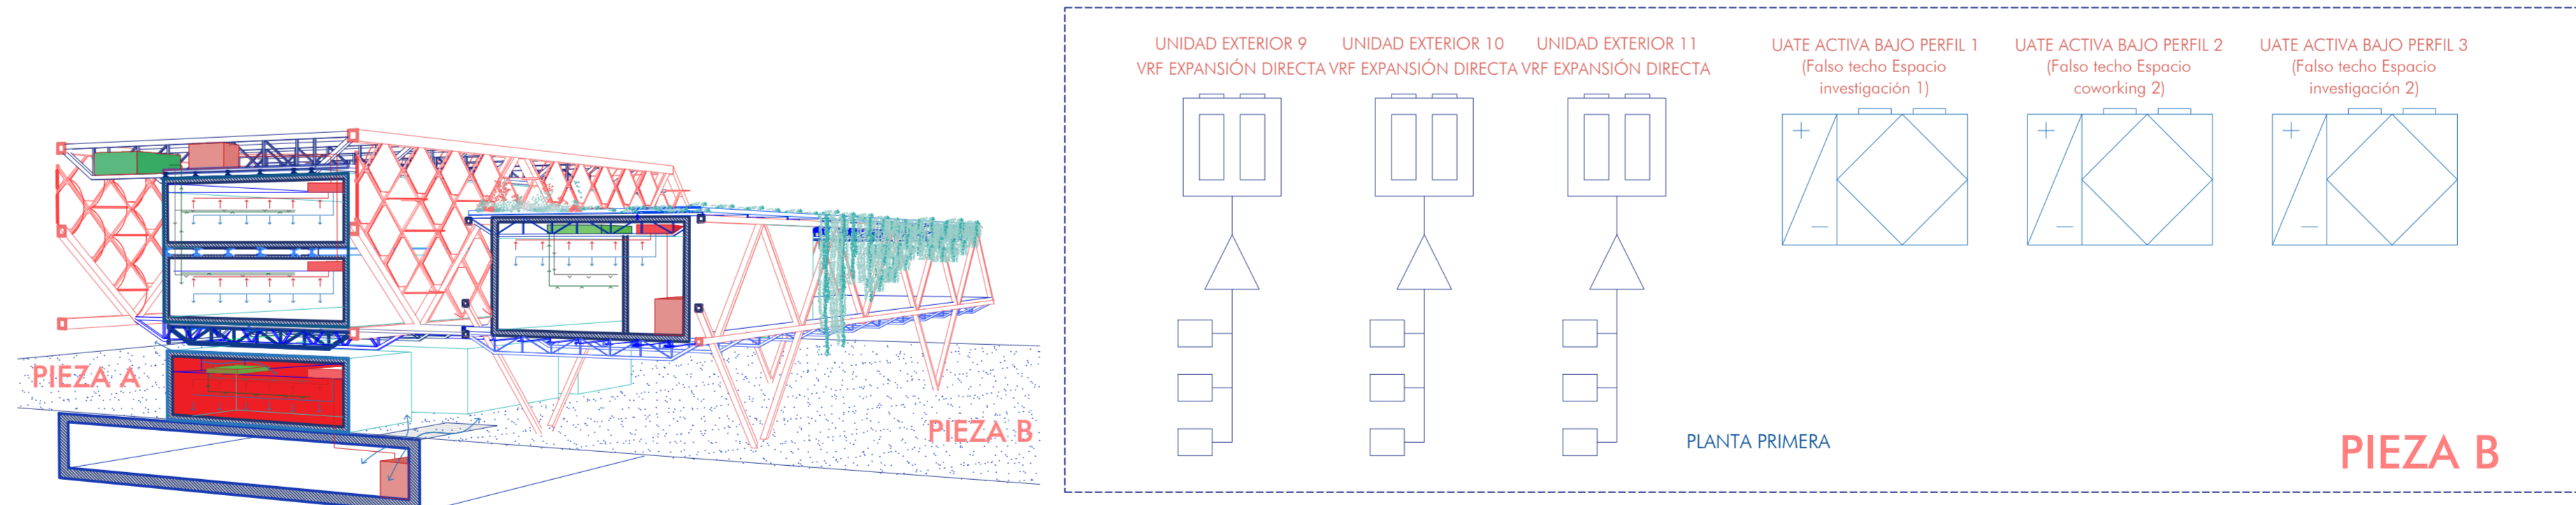 PIEZA A
PIEZA B
UNIDAD EXTERIOR 9
VRF EXPANSIÓN DIRECTA
UNIDAD EXTERIOR 10
VRF EXPANSIÓN DIRECTA
UNIDAD EXTERIOR 11
VRF EXPANSIÓN DIRECTA
UATE ACTIVA BAJO PERFIL 1
(Falso techo Espacio
investigación 1)
UATE ACTIVA BAJO PERFIL 2
(Falso techo Espacio
coworking 2)
UATE ACTIVA BAJO PERFIL 3
(Falso techo Espacio
investigación 2)
PLANTA PRIMERA
PIEZA B